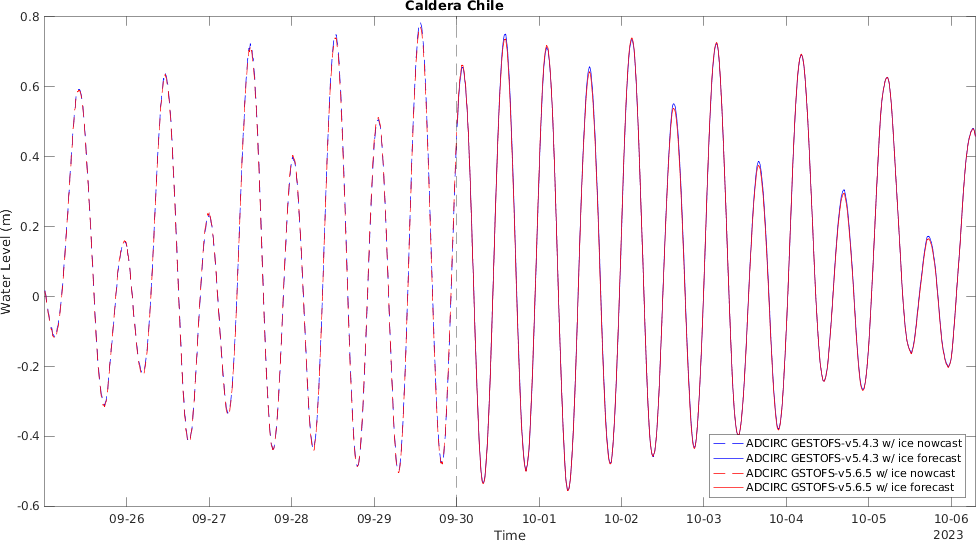 Caldera Chile
0.8
0.6
0.4
0.2
0
-0.2
-0.4
-0.6
Water Level (m)
ADCIRC GESTOFS-v5.4.3 w/ ice nowcast
ADCIRC GESTOFS-v5.4.3 w/ ice forecast
ADCIRC GSTOFS-v5.6.5 w/ ice nowcast
ADCIRC GSTOFS-v5.6.5 w/ ice forecast
09-26 09-27 09-28 09-29 09-30 10-01 10-02 10-03 10-04 10-05 10-06
Time 2023